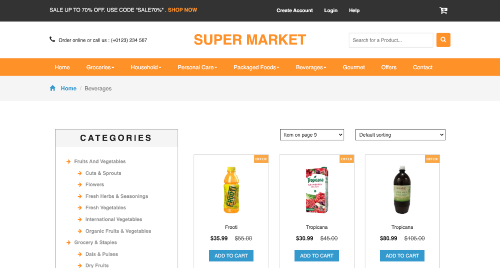 SALE UP TO 70% OFF. USE CODE "SALE70%" . SHOP NOW
Create Account Login Help
Order online or call us : (+0123) 234 567
SUPER MARKET
Search for a Product...
Home Groceries Household Personal Care Packaged Foods Beverages Gourmet Offers Contact
Home Beverages
CATEGORIES
Item on page 9
Default sorting
Fruits And Vegetables
Cuts & Sprouts
Flowers
Fresh Herbs & Seasonings
Fresh Vegetables
International Vegetables
Organic Fruits & Vegetables
Grocery & Staples
Dals & Pulses
Dry Fruits
OFFER
Frooti
$35.99 $55.00
ADD TO CART
OFFER
Tropicana
Tropicana
$30.99 $45.00
ADD TO CART
OFFER
Tropicana
$80.99 $105.00
ADD TO CART